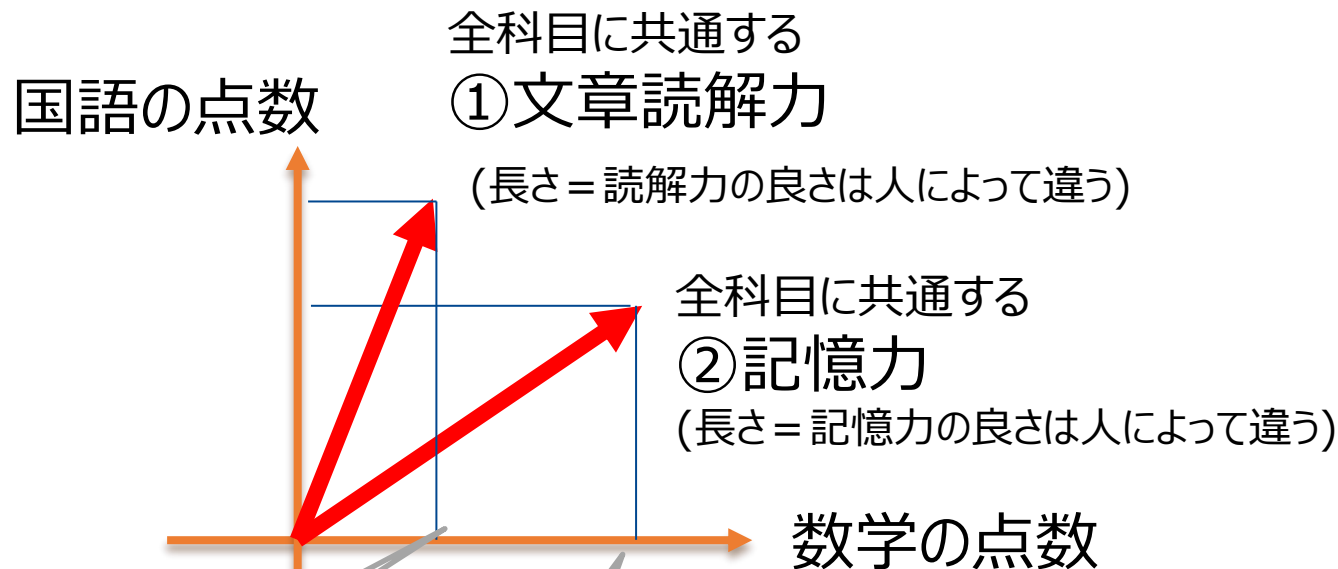 全科目に共通する
①文章読解力
国語の点数
(長さ=読解力の良さは人によって違う)
全科目に共通する
②記憶力
(長さ=記憶力の良さは人によって違う)
数学の点数